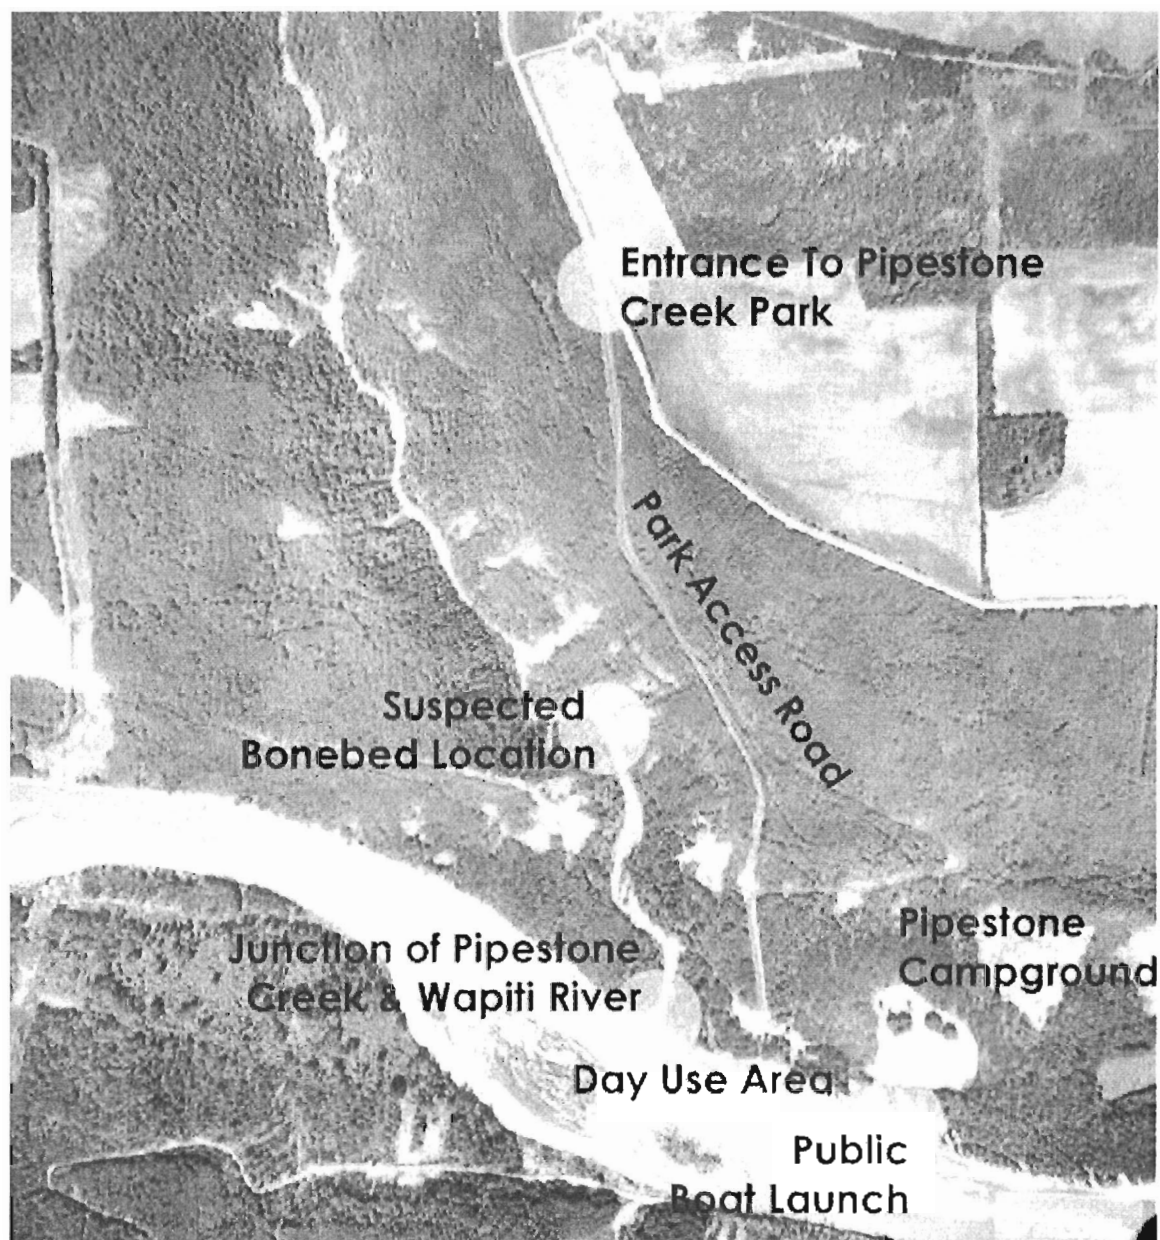 Entrance To Pipestone
Creek Park
Park Access Road
Suspected
Bonebed Location
Pipestone
Campground
Junction of Pipestone
Creek & Wapiti River
Day Use Area
Public
Boat Launch